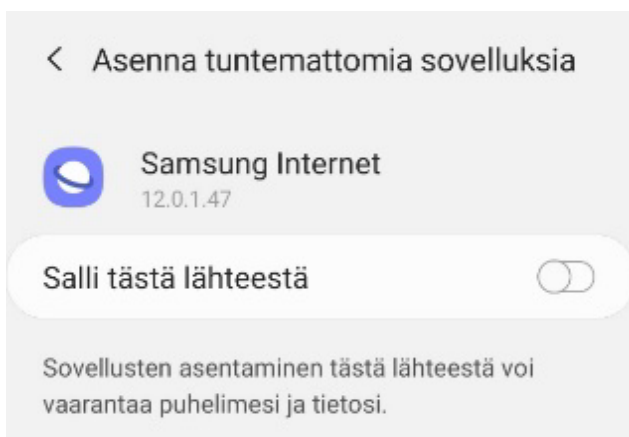 Asenna tuntemattomia sovelluksia
Samsung Internet
12.0.1.47
Salli tästä lähteestä
Sovellusten asentaminen tästä lähteestä voi
vaarantaa puhelimesi ja tietosi.